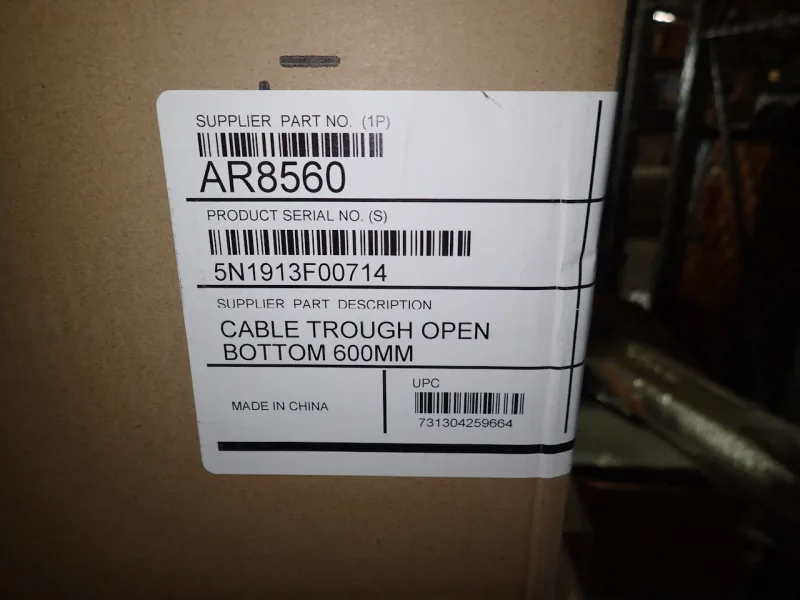 SUPPLIER PART NO. (1P)
AR8560
PRODUCT SERIAL NO. (S)
5N1913F00714
SUPPLIER PART DESCRIPTION
CABLE TROUGH OPEN
BOTTOM 600MM
MADE IN CHINA
UPC
731304259664